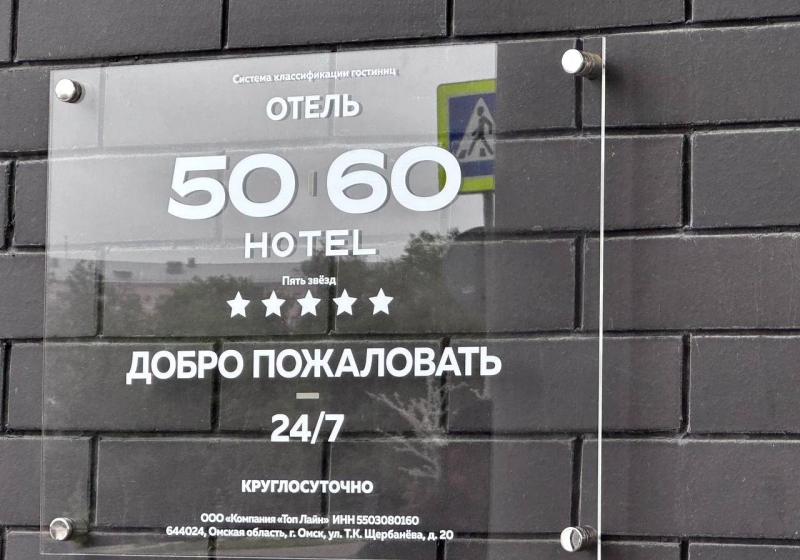 Система классификации гостиниц
ОТЕЛЬ
50 60
HOTEL
Пять звёзд
ДОБРО ПОЖАЛОВАТЬ
24/7
КРУГЛОСУТОЧНО
ООО «Компания «Топ Лайн» ИНН 5503080160
644024, Омская область, г. Омск, ул. Т.К. Щербанёва, д. 20